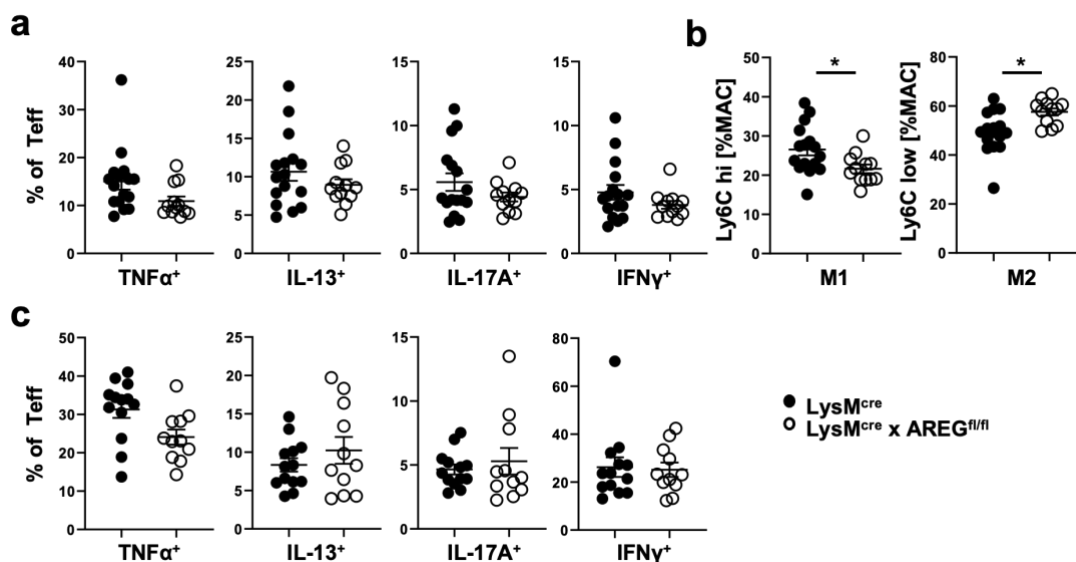 a
b
% of Teff
40
30
20
10
0
TNFα⁺
25
20
15
10
5
0
IL-13⁺
15
10
5
0
IL-17A⁺
15
10
5
0
IFNγ⁺
Ly6C hi [%MAC]
50
40
30
20
10
0
*
M1
Ly6C low [%MAC]
80
60
40
20
0
*
M2
c
% of Teff
50
40
30
20
10
0
TNFα⁺
25
20
15
10
5
0
IL-13⁺
15
10
5
0
IL-17A⁺
80
60
40
20
0
IFNγ⁺
LysMᶜʳᵉ
LysMᶜʳᵉ x AREGᶠˡ/ᶠˡ